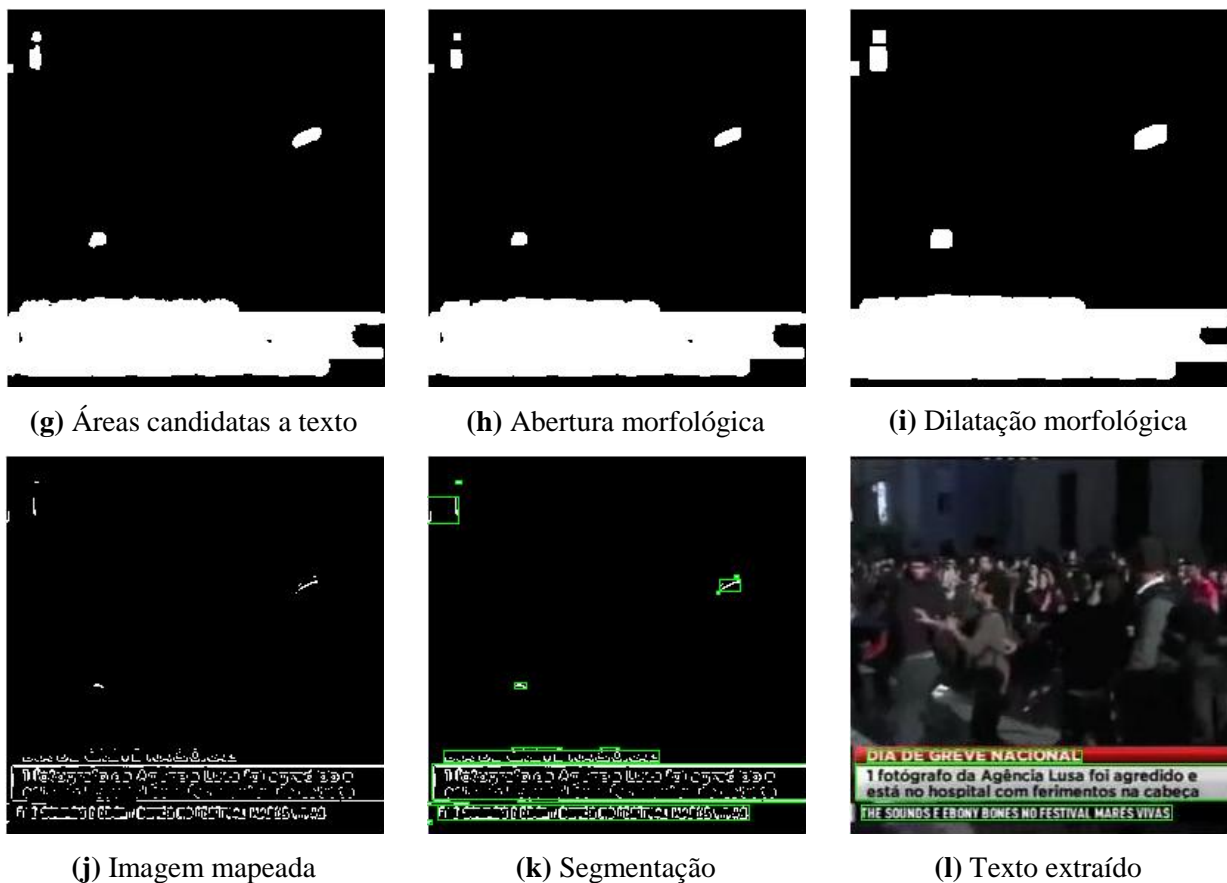 (g) Áreas candidatas a texto
(h) Abertura morfológica
(i) Dilatação morfológica
DIA DE GREVE NACIONAL
1 fotógrafo da Agência Lusa foi agredido e
está no hospital com ferimentos na cabeça
THE SOUNDS E EBONY BONES NO FESTIVAL MARES VIVAS
(j) Imagem mapeada
(k) Segmentação
(l) Texto extraído